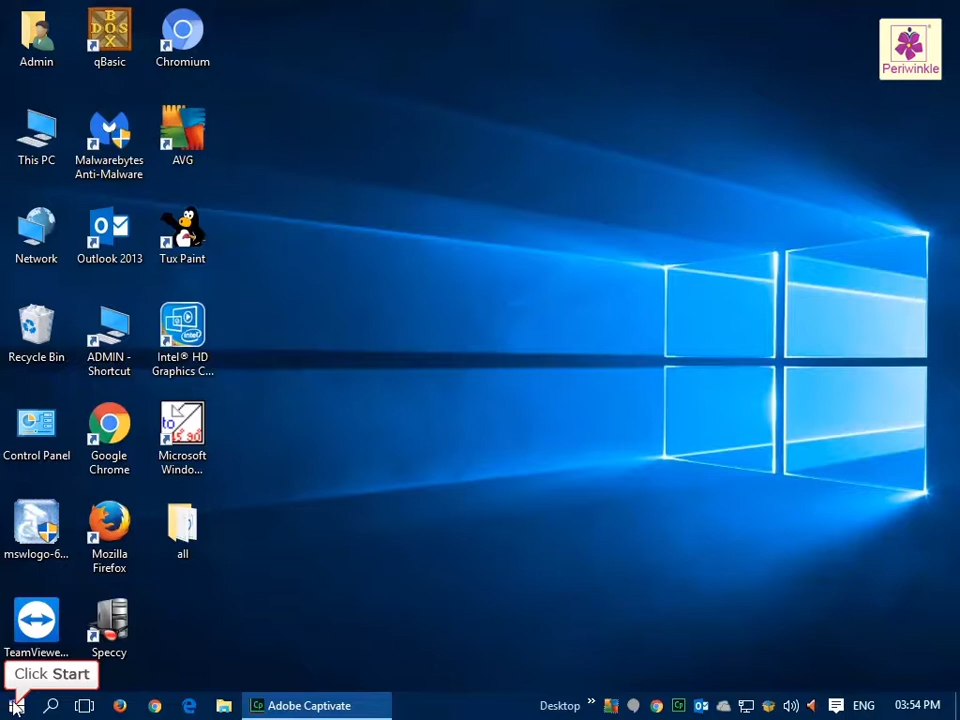 Admin
qBasic
Chromium
Periwinkle
This PC
Malwarebytes
Anti-Malware
AVG
Network
Outlook 2013
Tux Paint
Recycle Bin
ADMIN -
Shortcut
Intel® HD
Graphics C...
Control Panel
Google
Chrome
Microsoft
Windo...
mswlogo-6...
Mozilla
Firefox
all
TeamViewe...
Speccy
Click Start
Cp Adobe Captivate
Desktop
ENG
03:54 PM